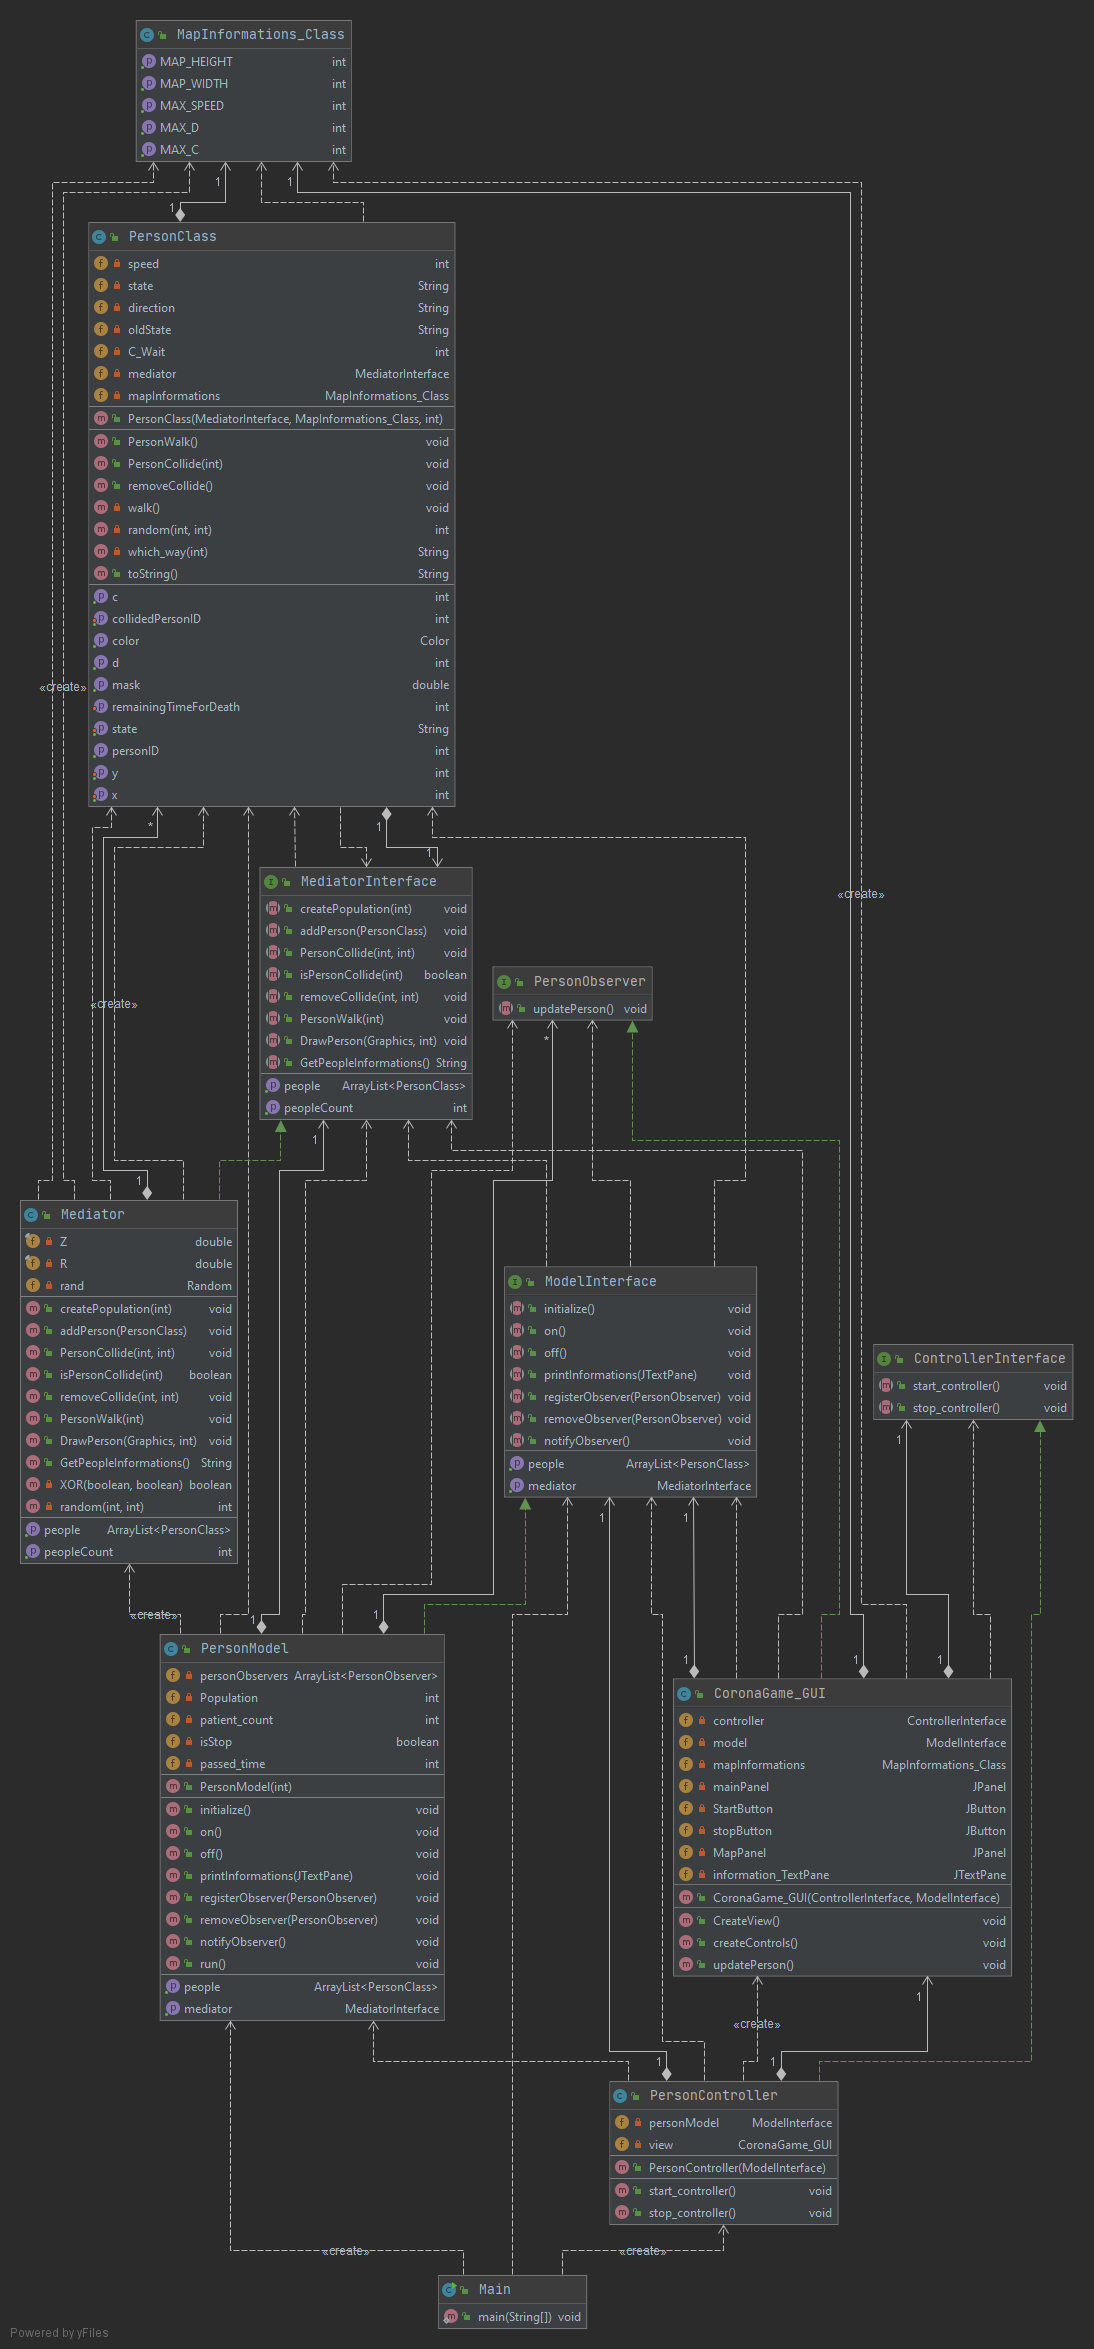 MapInformations_Class
MAP_HEIGHT int
MAP_WIDTH int
MAX_SPEED int
MAX_D int
MAX_C int
1
1
1
PersonClass
speed int
state String
direction String
oldState String
C_Wait int
mediator MediatorInterface
mapInformations MapInformations_Class
PersonClass(MediatorInterface, MapInformations_Class, int)
PersonWalk() void
PersonCollide(int) void
removeCollide() void
walk() void
random(int, int) int
which_way(int) String
toString() String
c int
collidedPersonID int
color Color
d int
mask double
remainingTimeForDeath int
state String
personID int
y int
x int
«create»
*
1
1
«create»
MediatorInterface
createPopulation(int) void
addPerson(PersonClass) void
PersonCollide(int, int) void
isPersonCollide(int) boolean
removeCollide(int, int) void
PersonWalk(int) void
DrawPerson(Graphics, int) void
GetPeopleInformations() String
people ArrayList<PersonClass>
peopleCount int
«create»
PersonObserver
updatePerson() void
*
1
1
Mediator
Z double
R double
rand Random
createPopulation(int) void
addPerson(PersonClass) void
PersonCollide(int, int) void
isPersonCollide(int) boolean
removeCollide(int, int) void
PersonWalk(int) void
DrawPerson(Graphics, int) void
GetPeopleInformations() String
XOR(boolean, boolean) boolean
random(int, int) int
people ArrayList<PersonClass>
peopleCount int
ModelInterface
initialize() void
on() void
off() void
printInformations(JTextPane) void
registerObserver(PersonObserver) void
removeObserver(PersonObserver) void
notifyObserver() void
people ArrayList<PersonClass>
mediator MediatorInterface
ControllerInterface
start_controller() void
stop_controller() void
1
1
1
«create»
1
1
PersonModel
personObservers ArrayList<PersonObserver>
Population int
patient_count int
isStop boolean
passed_time int
PersonModel(int)
initialize() void
on() void
off() void
printInformations(JTextPane) void
registerObserver(PersonObserver) void
removeObserver(PersonObserver) void
notifyObserver() void
run() void
people ArrayList<PersonClass>
mediator MediatorInterface
1
1
1
CoronaGame_GUI
controller ControllerInterface
model ModelInterface
mapInformations MapInformations_Class
mainPanel JPanel
StartButton JButton
stopButton JButton
MapPanel JPanel
information_TextPane JTextPane
CoronaGame_GUI(ControllerInterface, ModelInterface)
CreateView() void
createControls() void
updatePerson() void
1
«create»
1
1
PersonController
personModel ModelInterface
view CoronaGame_GUI
PersonController(ModelInterface)
start_controller() void
stop_controller() void
«create»
«create»
Main
main(String[]) void
Powered by yFiles